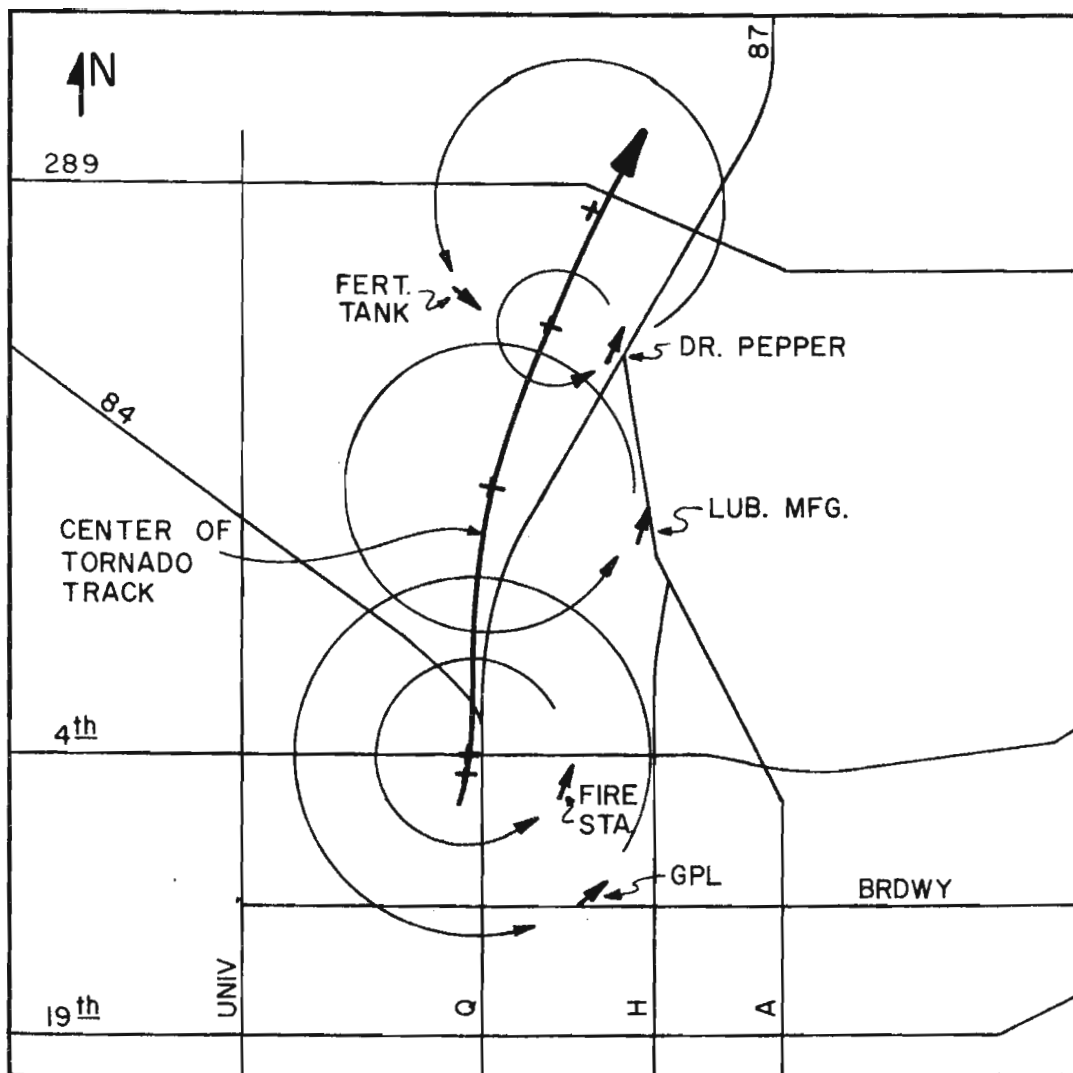 N
87
289
FERT.
TANK
DR. PEPPER
84
CENTER OF
TORNADO
TRACK
LUB. MFG.
4th
FIRE
STA.
GPL
BRDWY
UNIV
Q
H
A
19th